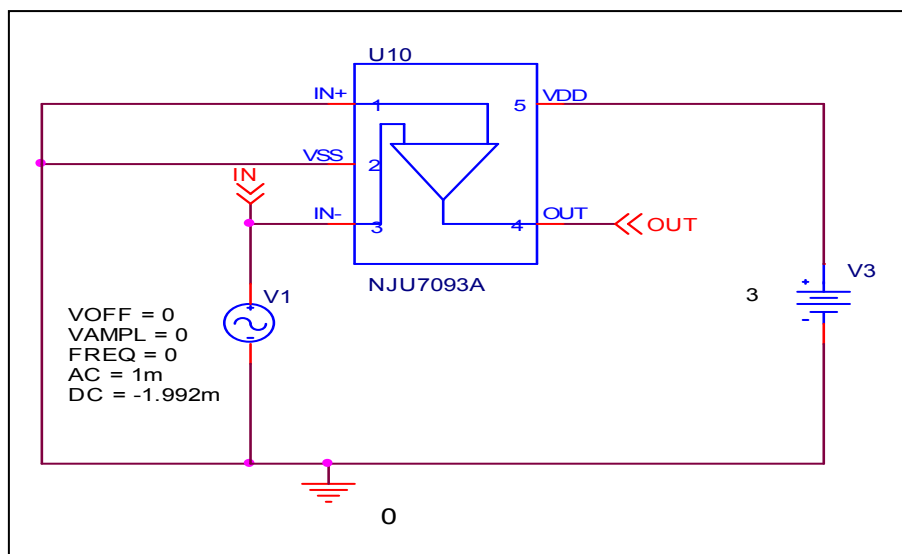 U10
IN+
1
5
VDD
VSS
2
IN
IN-
3
4
OUT
OUT
NJU7093A
V1
VOFF = 0
VAMPL = 0
FREQ = 0
AC = 1m
DC = -1.992m
+
-
3
V3
+
-
0